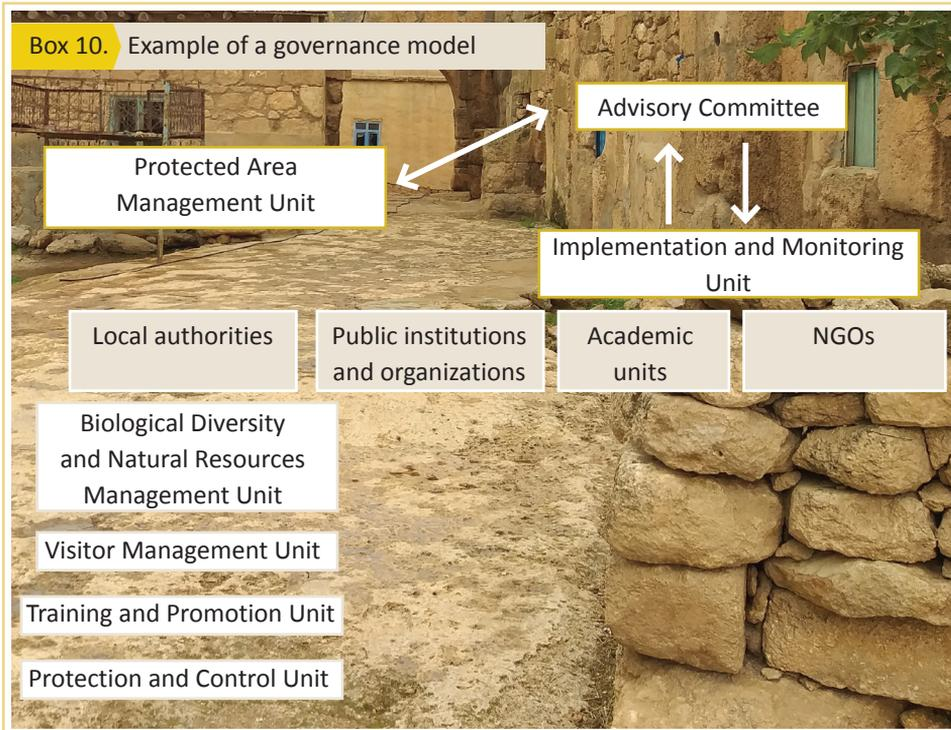 Box 10. Example of a governance model
Advisory Committee
Protected Area
Management Unit
Implementation and Monitoring
Unit
Local authorities
Public institutions
and organizations
Academic
units
NGOs
Biological Diversity
and Natural Resources
Management Unit
Visitor Management Unit
Training and Promotion Unit
Protection and Control Unit